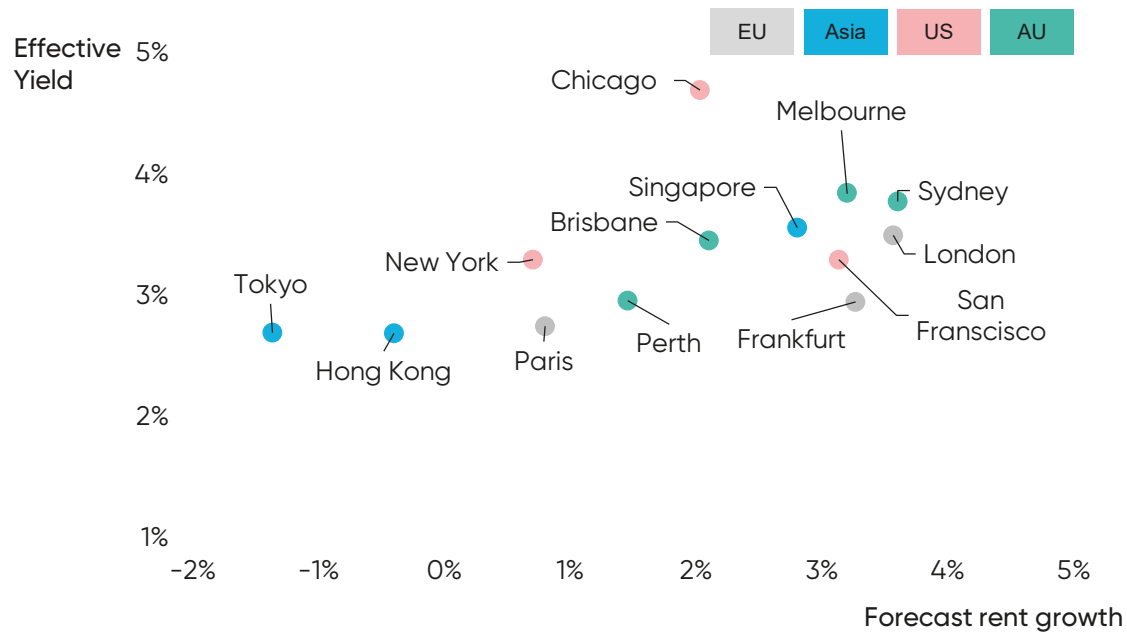 EU
Asia
US
AU
Effective
Yield
5%
Chicago
Melbourne
4%
Singapore
Sydney
Brisbane
London
New York
Tokyo
3%
San
Franscisco
Perth
Frankfurt
Paris
Hong Kong
2%
1%
−2%
−1%
0%
1%
2%
3%
4%
5%
Forecast rent growth